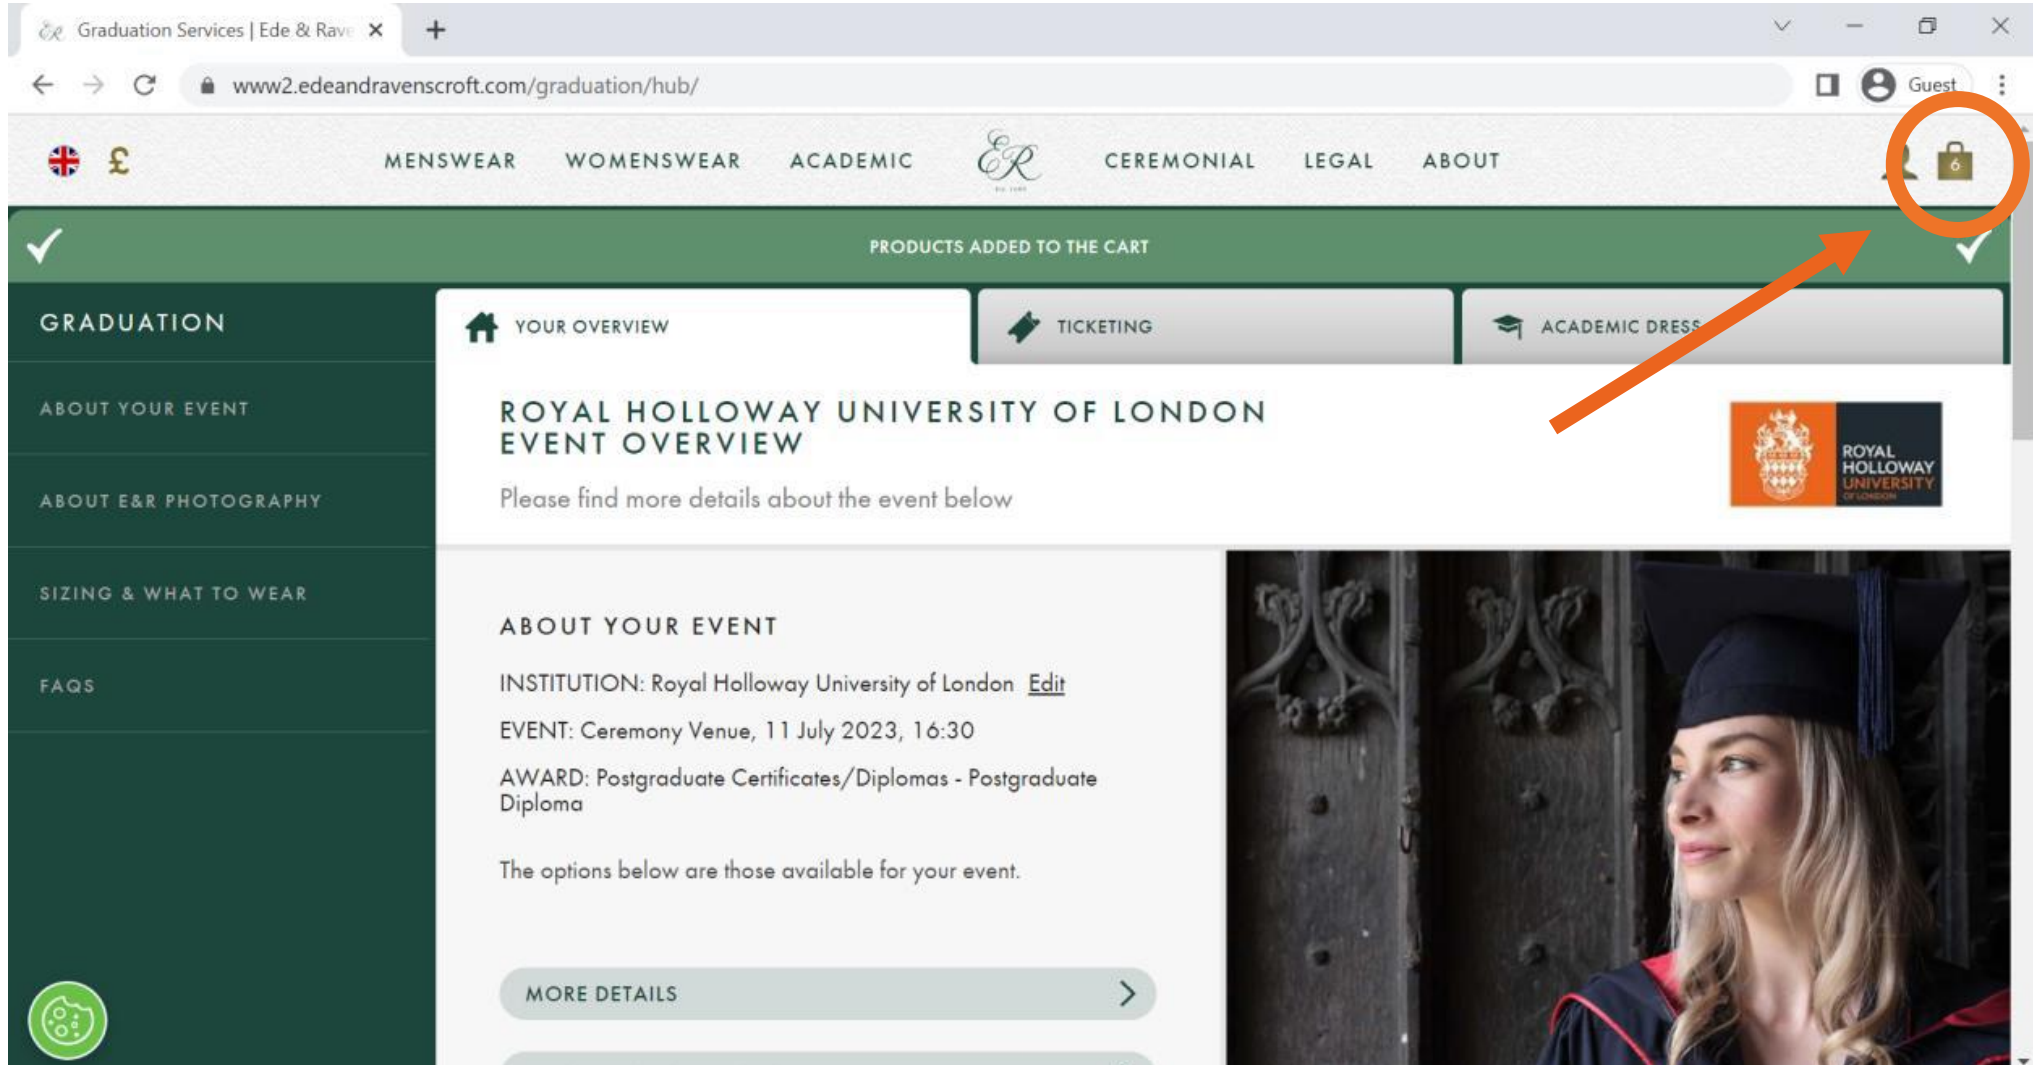 Graduation Services | Ede & Rave
www2.edeandravenscroft.com/graduation/hub/
Guest
£
MENSWEAR WOMENSWEAR ACADEMIC ER CEREMONIAL LEGAL ABOUT
6
PRODUCTS ADDED TO THE CART
GRADUATION
YOUR OVERVIEW
TICKETING
ACADEMIC DRESS
ABOUT YOUR EVENT
ABOUT E&R PHOTOGRAPHY
SIZING & WHAT TO WEAR
FAQS
ROYAL HOLLOWAY UNIVERSITY OF LONDON
EVENT OVERVIEW
Please find more details about the event below
ROYAL
HOLLOWAY
UNIVERSITY
OF LONDON
ABOUT YOUR EVENT
INSTITUTION: Royal Holloway University of London Edit
EVENT: Ceremony Venue, 11 July 2023, 16:30
AWARD: Postgraduate Certificates/Diplomas - Postgraduate
Diploma
The options below are those available for your event.
MORE DETAILS